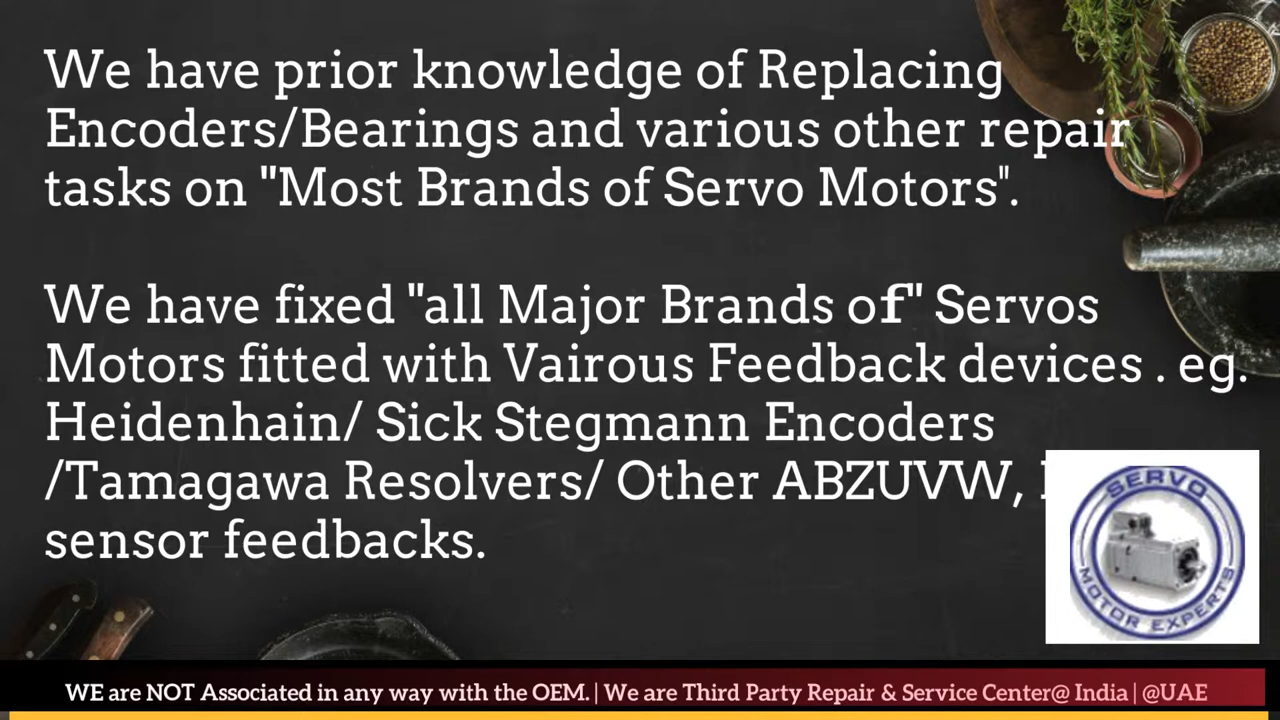 We have prior knowledge of Replacing
Encoders/Bearings and various other repair
tasks on "Most Brands of Servo Motors".
We have fixed "all Major Brands of" Servos
Motors fitted with Vairous Feedback devices . eg.
Heidenhain/ Sick Stegmann Encoders
/Tamagawa Resolvers/ Other ABZUVW,
sensor feedbacks.
SERVO
MOTOR EXPERTS
WE are NOT Associated in any way with the OEM. | We are Third Party Repair & Service Center@ India | @UAE